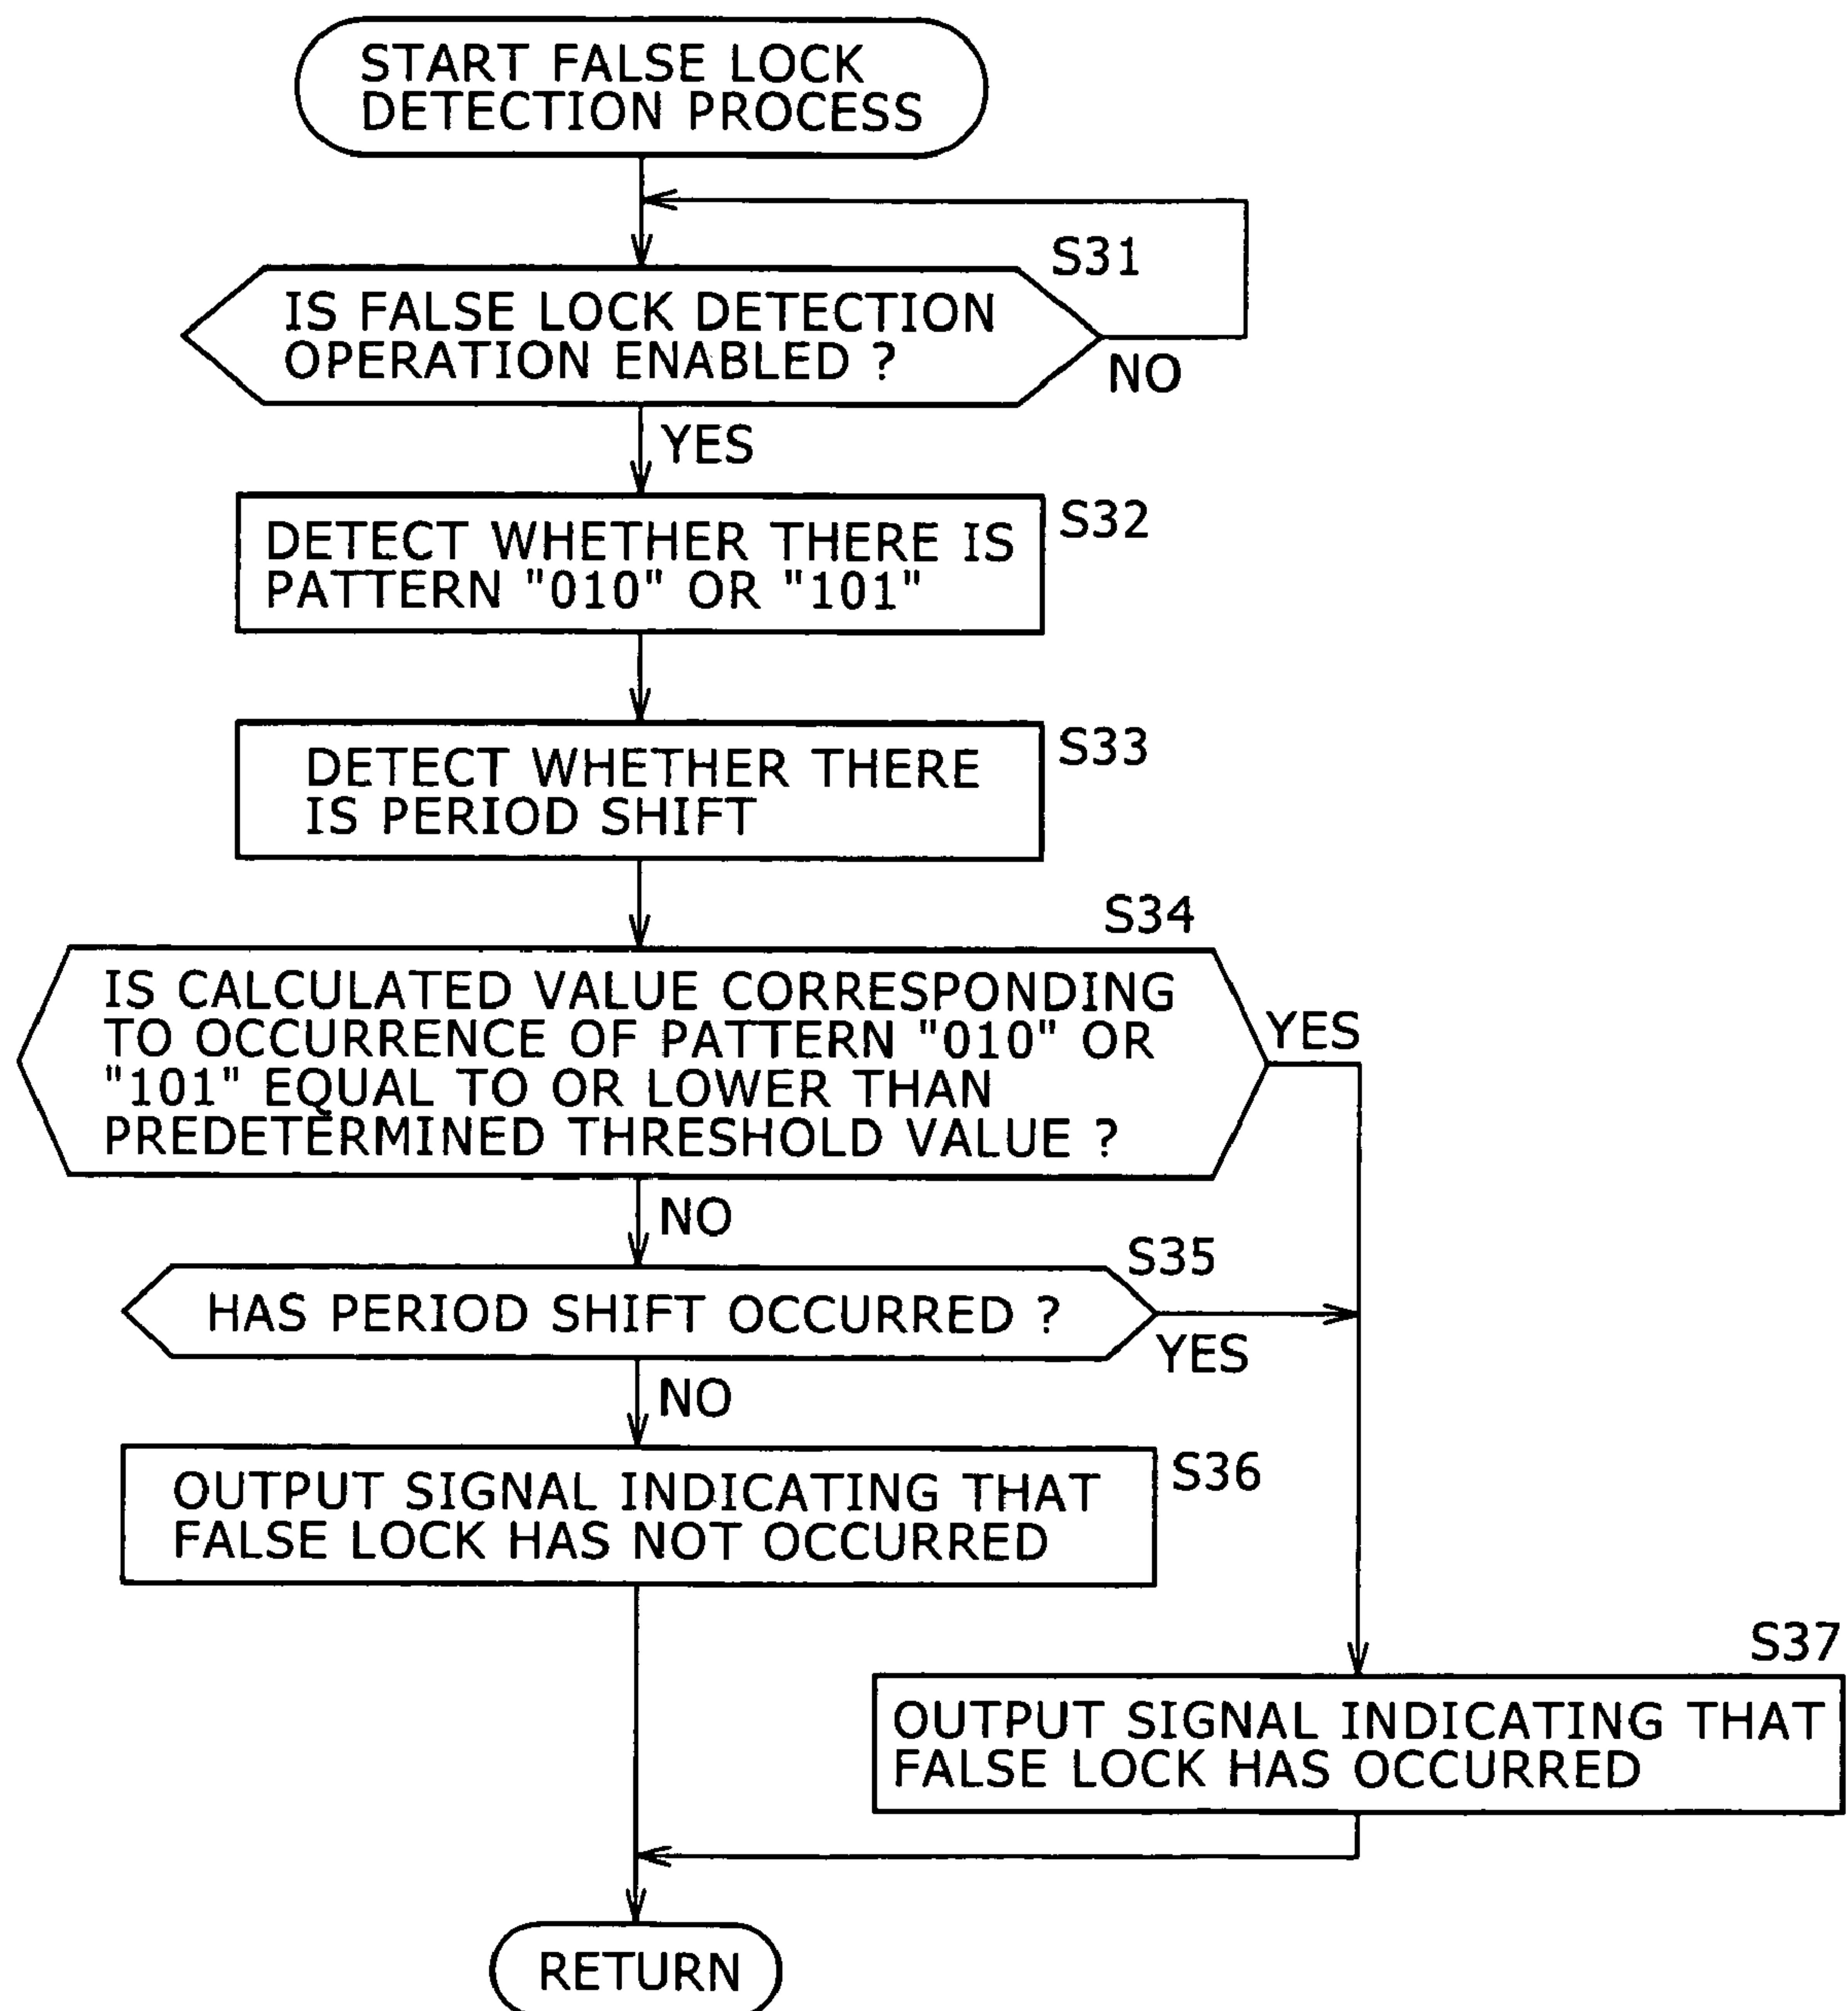 START FALSE LOCK
DETECTION PROCESS
S31
IS FALSE LOCK DETECTION
OPERATION ENABLED ?
NO
YES
S32
DETECT WHETHER THERE IS
PATTERN "010" OR "101"
S33
DETECT WHETHER THERE
IS PERIOD SHIFT
S34
IS CALCULATED VALUE CORRESPONDING
TO OCCURRENCE OF PATTERN "010" OR
"101" EQUAL TO OR LOWER THAN
PREDETERMINED THRESHOLD VALUE ?
YES
NO
S35
HAS PERIOD SHIFT OCCURRED ?
YES
NO
S36
OUTPUT SIGNAL INDICATING THAT
FALSE LOCK HAS NOT OCCURRED
S37
OUTPUT SIGNAL INDICATING THAT
FALSE LOCK HAS OCCURRED
RETURN